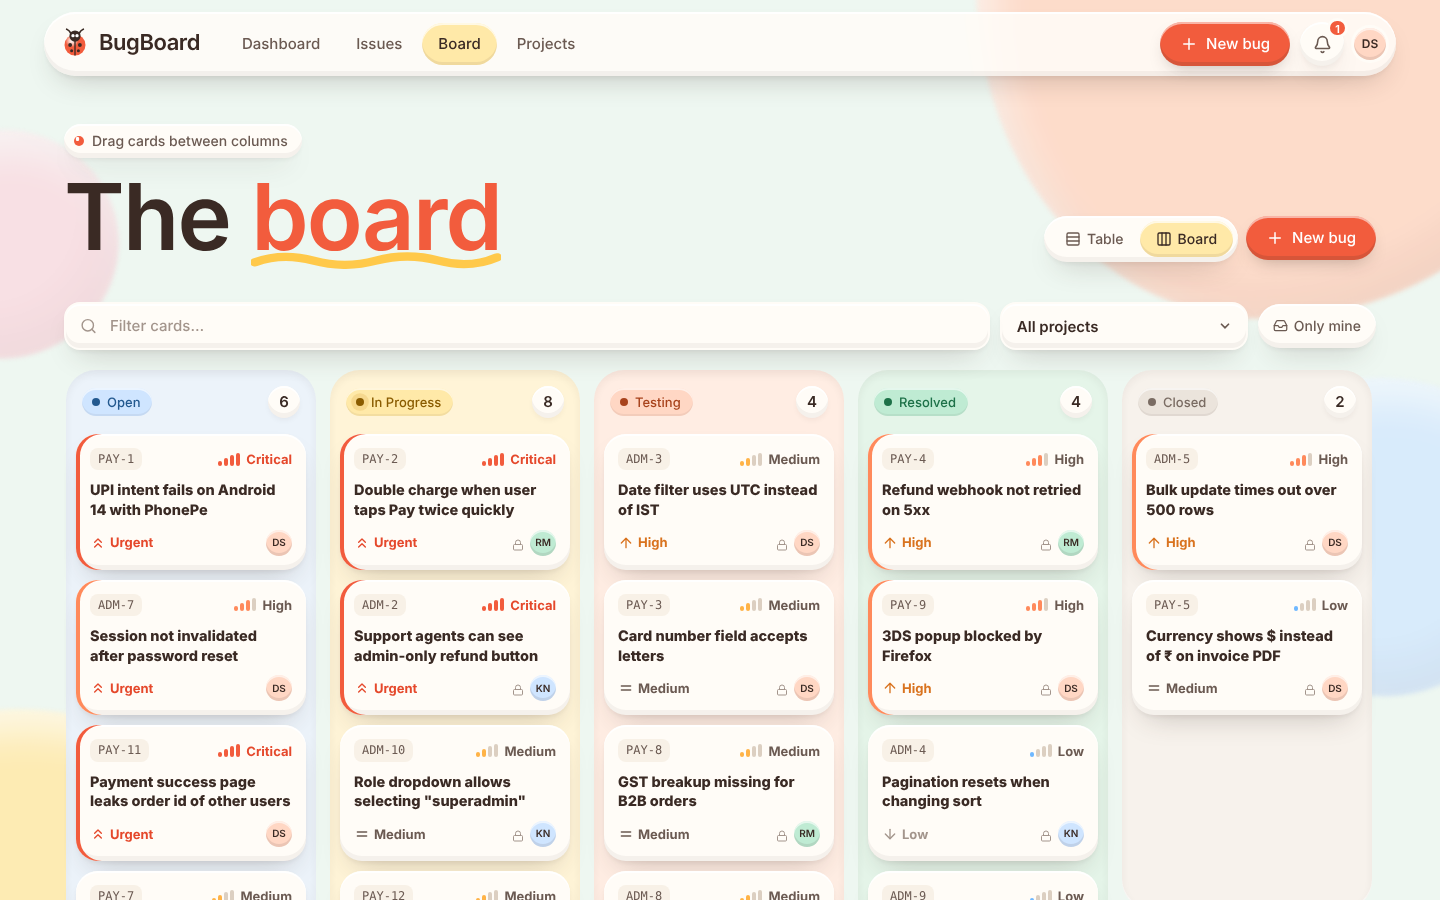 BugBoard
Dashboard
Issues
Board
Projects
New bug
1
DS
Drag cards between columns
The board
Table
Board
New bug
Filter cards...
All projects
Only mine
Open
6
PAY-1
Critical
UPI intent fails on Android
14 with PhonePe
Urgent
DS
ADM-7
High
Session not invalidated
after password reset
Urgent
DS
PAY-11
Critical
Payment success page
leaks order id of other users
Urgent
DS
PAY-7
Medium
In Progress
8
PAY-2
Critical
Double charge when user
taps Pay twice quickly
Urgent
RM
ADM-2
Critical
Support agents can see
admin-only refund button
Urgent
KN
ADM-10
Medium
Role dropdown allows
selecting "superadmin"
Medium
KN
PAY-12
Medium
Testing
4
ADM-3
Medium
Date filter uses UTC instead
of IST
High
DS
PAY-3
Medium
Card number field accepts
letters
Medium
DS
PAY-8
Medium
GST breakup missing for
B2B orders
Medium
RM
ADM-8
Medium
Resolved
4
PAY-4
High
Refund webhook not retried
on 5xx
High
RM
PAY-9
High
3DS popup blocked by
Firefox
High
DS
ADM-4
Low
Pagination resets when
changing sort
Low
KN
ADM-9
Low
Closed
2
ADM-5
High
Bulk update times out over
500 rows
High
DS
PAY-5
Low
Currency shows $ instead
of ₹ on invoice PDF
Medium
DS